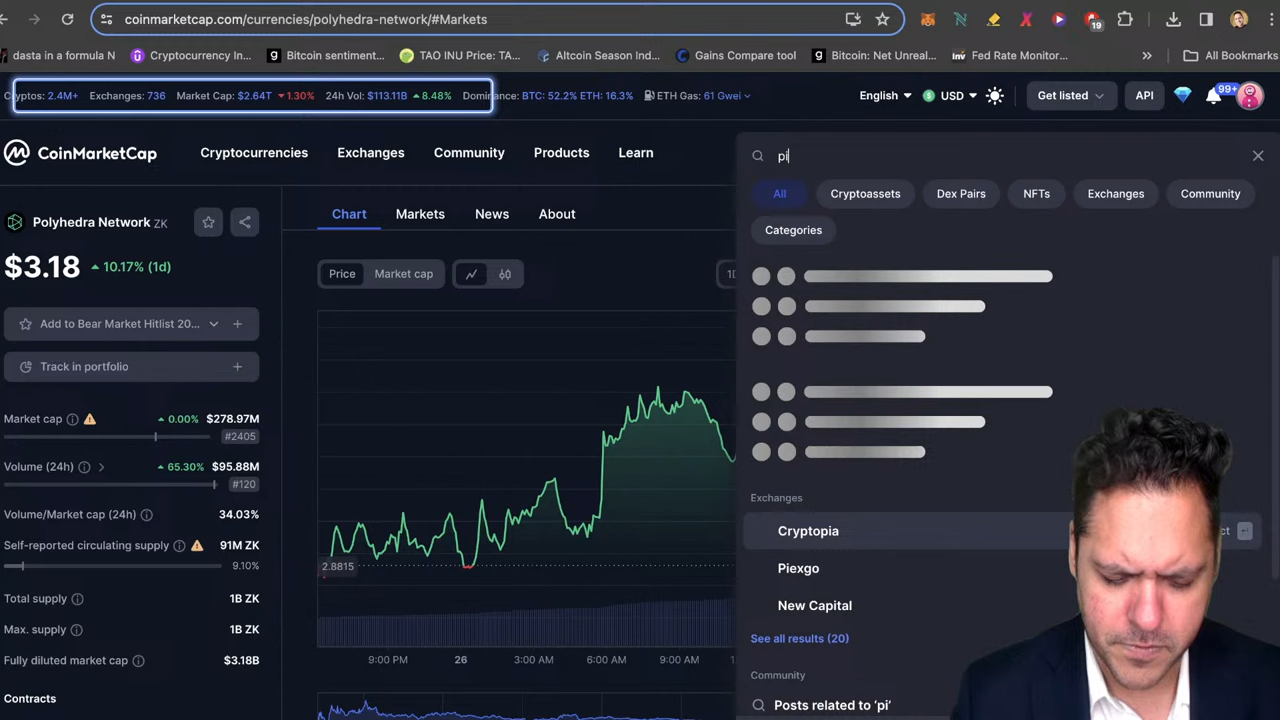 coinmarketcap.com/currencies/polyhedra-network/#Markets
19
dasta in a formula N
Cryptocurrency In...
Bitcoin sentiment...
TAO INU Price: TA...
Altcoin Season Ind...
Gains Compare tool
Bitcoin: Net Unreal...
Fed Rate Monitor...
»
All Bookmarks
Cryptos: 2.4M+ Exchanges: 736 Market Cap: $2.64T 1.30% 24h Vol: $113.11B 8.48% Dominance: BTC: 52.2% ETH: 16.3% ETH Gas: 61 Gwei
English
USD
Get listed
API
99+
CoinMarketCap
Cryptocurrencies
Exchanges
Community
Products
Learn
pi
All
Cryptoassets
Dex Pairs
NFTs
Exchanges
Community
Categories
Polyhedra Network ZK
$3.18 10.17% (1d)
Add to Bear Market Hitlist 20...
Track in portfolio
Market cap 0.00% $278.97M
#2405
Volume (24h) 65.30% $95.88M
#120
Volume/Market cap (24h) 34.03%
Self-reported circulating supply 91M ZK
9.10%
Total supply 1B ZK
Max. supply 1B ZK
Fully diluted market cap $3.18B
Contracts
Chart
Markets
News
About
Price
Market cap
1D
2.8815
9:00 PM
26
3:00 AM
6:00 AM
9:00 AM
Exchanges
Cryptopia
Piexgo
New Capital
See all results (20)
Community
Posts related to 'pi'